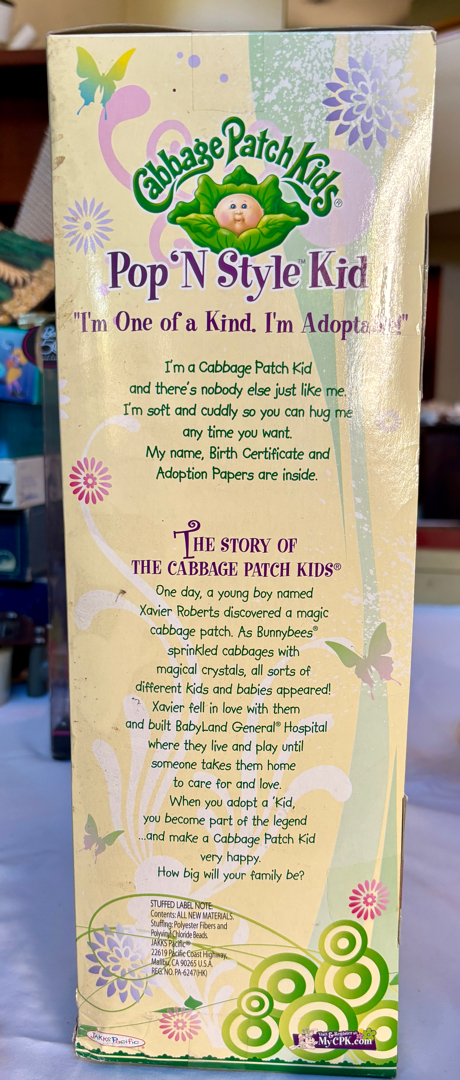 Cabbage Patch Kids®
Pop 'N Style™ Kid
"I'm One of a Kind. I'm Adoptable!"
I'm a Cabbage Patch Kid
and there's nobody else just like me.
I'm soft and cuddly so you can hug me
any time you want.
My name, Birth Certificate and
Adoption Papers are inside.
THE STORY OF
THE CABBAGE PATCH KIDS®
One day, a young boy named
Xavier Roberts discovered a magic
cabbage patch. As Bunnybees®
sprinkled cabbages with
magical crystals, all sorts of
different kids and babies appeared!
Xavier fell in love with them
and built BabyLand General® Hospital
where they live and play until
someone takes them home
to care for and love.
When you adopt a 'Kid,
you become part of the legend
...and make a Cabbage Patch Kid
very happy.
How big will your family be?
STUFFED LABEL NOTE:
Contents: ALL NEW MATERIALS.
Stuffing: Polyester Fibers and
Polyvinyl Chloride Beads.
JAKKS Pacific®
22619 Pacific Coast Highway,
Malibu, CA 90265 U.S.A.
REG. NO. PA-6247(HK)
JAKKS Pacific
Visit & Register at
MyCPK.com